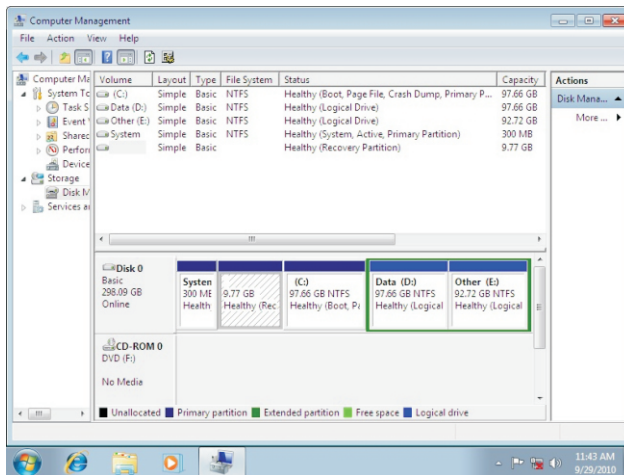 Computer Management
File Action View Help
Computer Ma
System To
Task S
Event
Shared
Perfor
Device
Storage
Disk M
Services a
Volume Layout Type File System Status Capacity
(C:) Simple Basic NTFS Healthy (Boot, Page File, Crash Dump, Primary P... 97.66 GB
Data (D:) Simple Basic NTFS Healthy (Logical Drive) 97.66 GB
Other (E:) Simple Basic NTFS Healthy (Logical Drive) 92.72 GB
System Simple Basic NTFS Healthy (System, Active, Primary Partition) 300 MB
Simple Basic Healthy (Recovery Partition) 9.77 GB
Actions
Disk Mana...
More ...
Disk 0
Basic
298.09 GB
Online
System
300 ME
Health
9.77 GB
Healthy (Rec
(C:)
97.66 GB NTFS
Healthy (Boot, Pa
Data (D:)
97.66 GB NTFS
Healthy (Logical
Other (E:)
92.72 GB NTFS
Healthy (Logical
CD-ROM 0
DVD (F:)
No Media
Unallocated Primary partition Extended partition Free space Logical drive
11:43 AM
9/29/2010